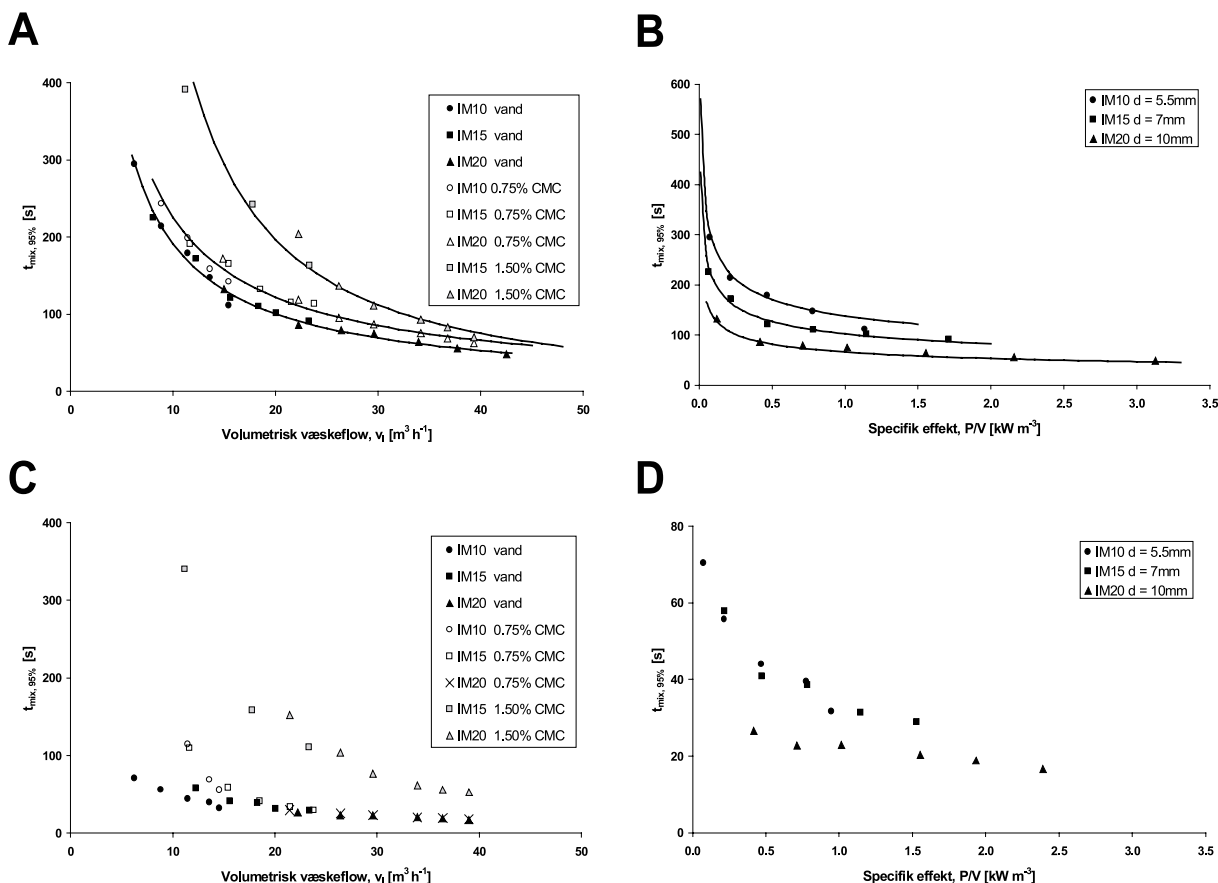 A
400
300
200
100
0
0
10
20
30
40
50
t mix, 95% [s]
Volumetrisk væskeflow, v l [m³ h⁻¹]
IM10 vand
IM15 vand
IM20 vand
IM10 0.75% CMC
IM15 0.75% CMC
IM20 0.75% CMC
IM15 1.50% CMC
IM20 1.50% CMC
B
600
500
400
300
200
100
0
0.0
0.5
1.0
1.5
2.0
2.5
3.0
3.5
t mix, 95% [s]
Specifik effekt, P/V [kW m⁻³]
IM10 d = 5.5mm
IM15 d = 7mm
IM20 d = 10mm
C
400
300
200
100
0
0
10
20
30
40
50
t mix, 95% [s]
Volumetrisk væskeflow, v l [m³ h⁻¹]
IM10 vand
IM15 vand
IM20 vand
IM10 0.75% CMC
IM15 0.75% CMC
IM20 0.75% CMC
IM15 1.50% CMC
IM20 1.50% CMC
D
80
60
40
20
0
0.0
0.5
1.0
1.5
2.0
2.5
3.0
3.5
t mix, 95% [s]
Specifik effekt, P/V [kW m⁻³]
IM10 d = 5.5mm
IM15 d = 7mm
IM20 d = 10mm